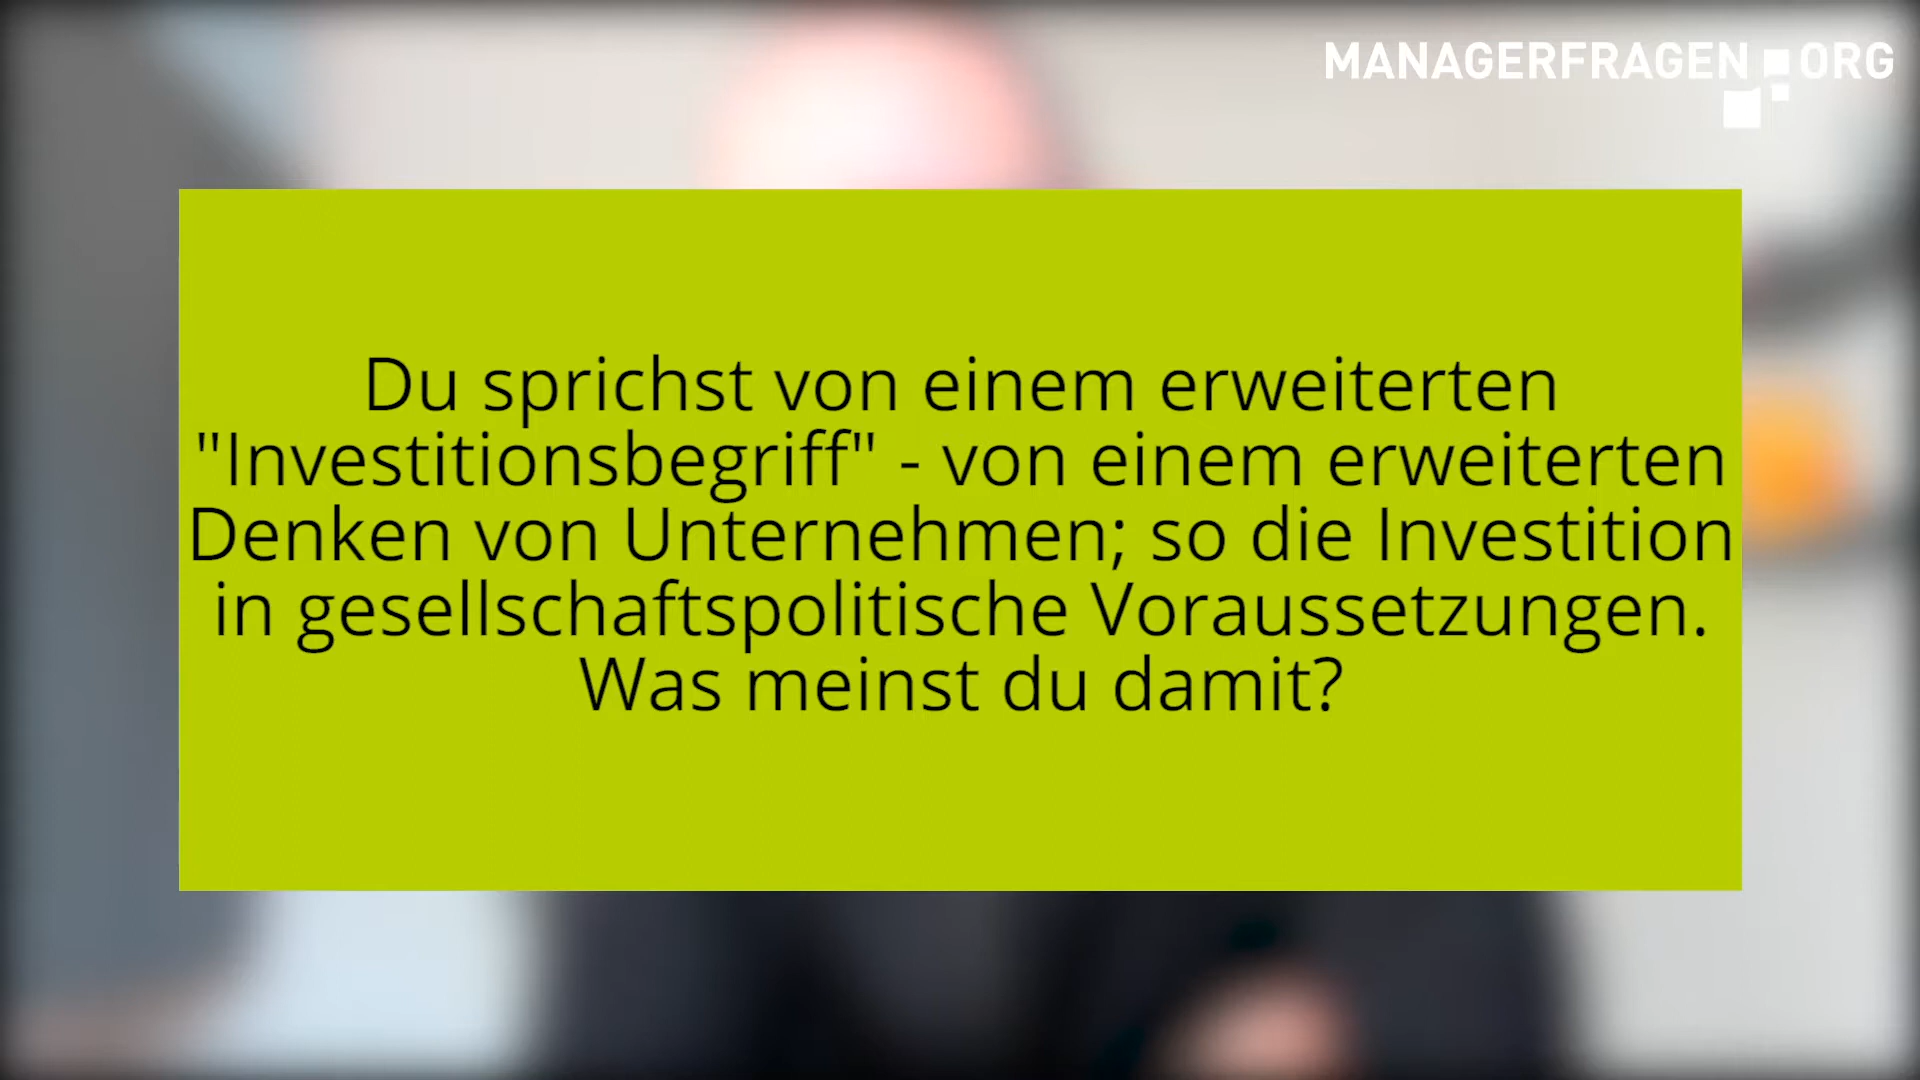 MANAGERFRAGEN.ORG
Du sprichst von einem erweiterten
"Investitionsbegriff" - von einem erweiterten
Denken von Unternehmen; so die Investition
in gesellschaftspolitische Voraussetzungen.
Was meinst du damit?